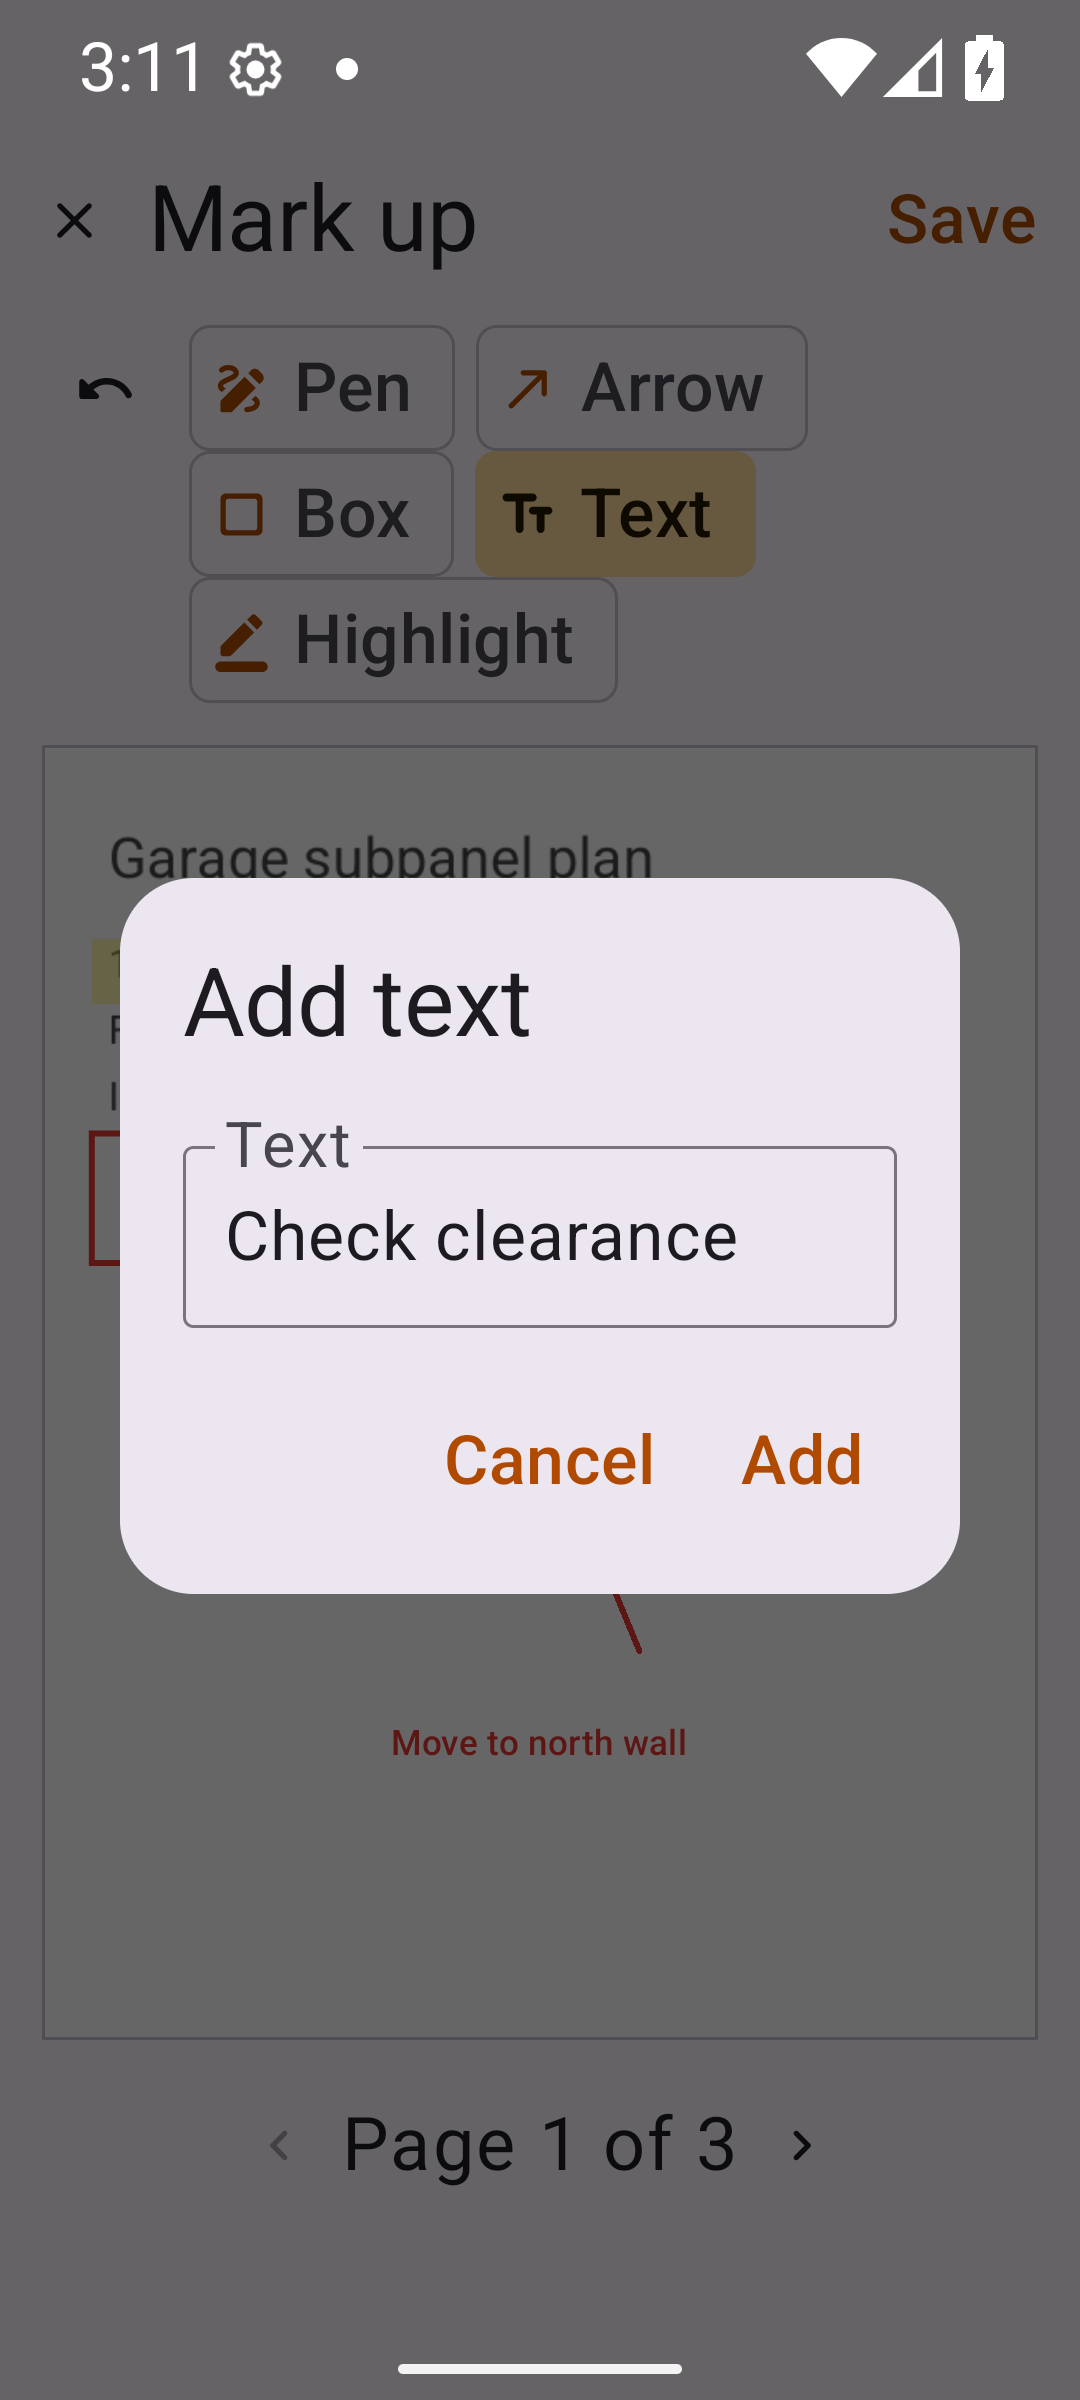 3:11
Mark up
Save
Pen
Arrow
Box
Text
Highlight
Garage subpanel plan
Add text
Text
Check clearance
Cancel
Add
Move to north wall
Page 1 of 3